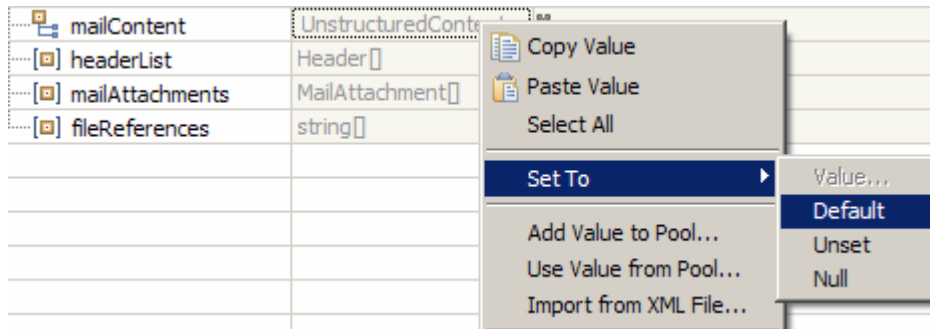 mailContent UnstructuredConte
headerList Header[]
mailAttachments MailAttachment[]
fileReferences string[]
Copy Value
Paste Value
Select All
Set To
Add Value to Pool...
Use Value from Pool...
Import from XML File...
Value...
Default
Unset
Null